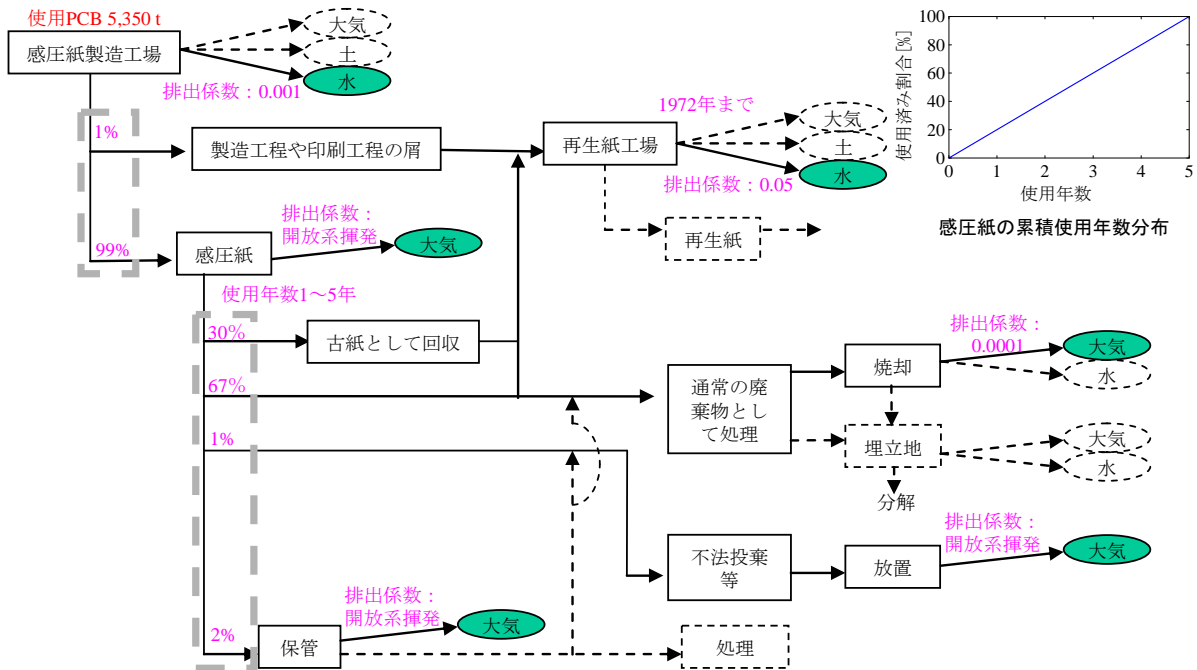 使用PCB 5,350 t
感圧紙製造工場
大気
土
水
排出係数：0.001
1%
製造工程や印刷工程の屑
再生紙工場
1972年まで
大気
土
水
排出係数：0.05
再生紙
使用済み割合[%]
100
80
60
40
20
0
0 1 2 3 4 5
使用年数
感圧紙の累積使用年数分布
99%
感圧紙
排出係数：
開放系揮発
大気
使用年数1～5年
30%
古紙として回収
67%
通常の廃
棄物とし
て処理
焼却
排出係数：
0.0001
大気
水
埋立地
大気
水
分解
1%
不法投棄
等
放置
排出係数：
開放系揮発
大気
2%
保管
排出係数：
開放系揮発
大気
処理